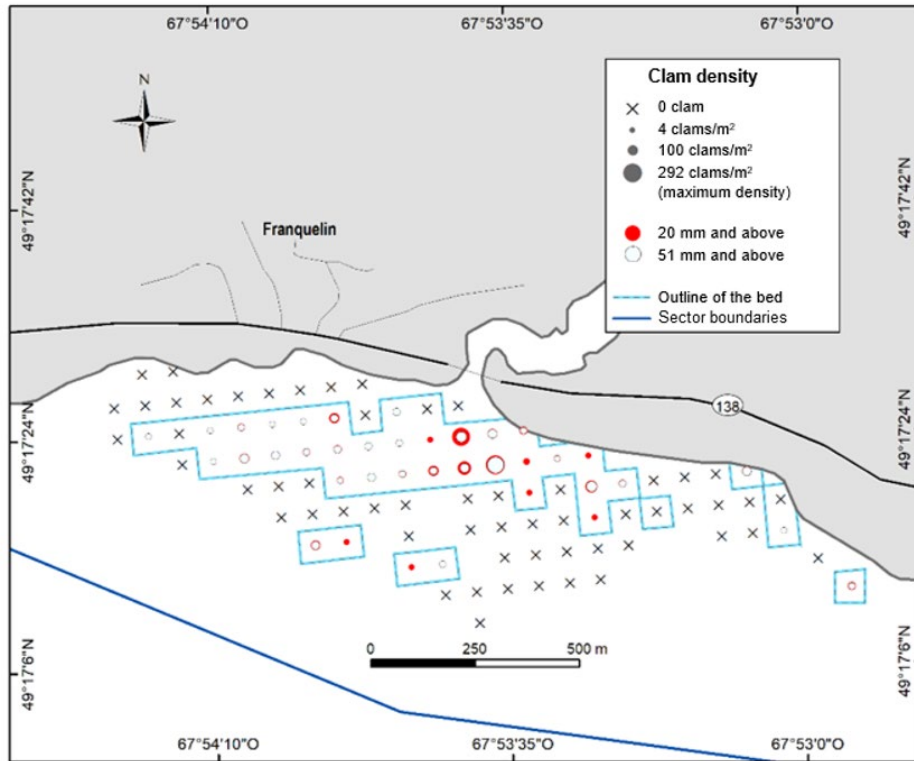 67°54'10"O 67°53'35"O 67°53'0"O
N
Clam density
0 clam
4 clams/m²
100 clams/m²
292 clams/m²
(maximum density)
20 mm and above
51 mm and above
Outline of the bed
Sector boundaries
49°17'42"N 49°17'42"N
Franquelin
138
49°17'24"N 49°17'24"N
0 250 500 m
49°17'6"N 49°17'6"N
67°54'10"O 67°53'35"O 67°53'0"O